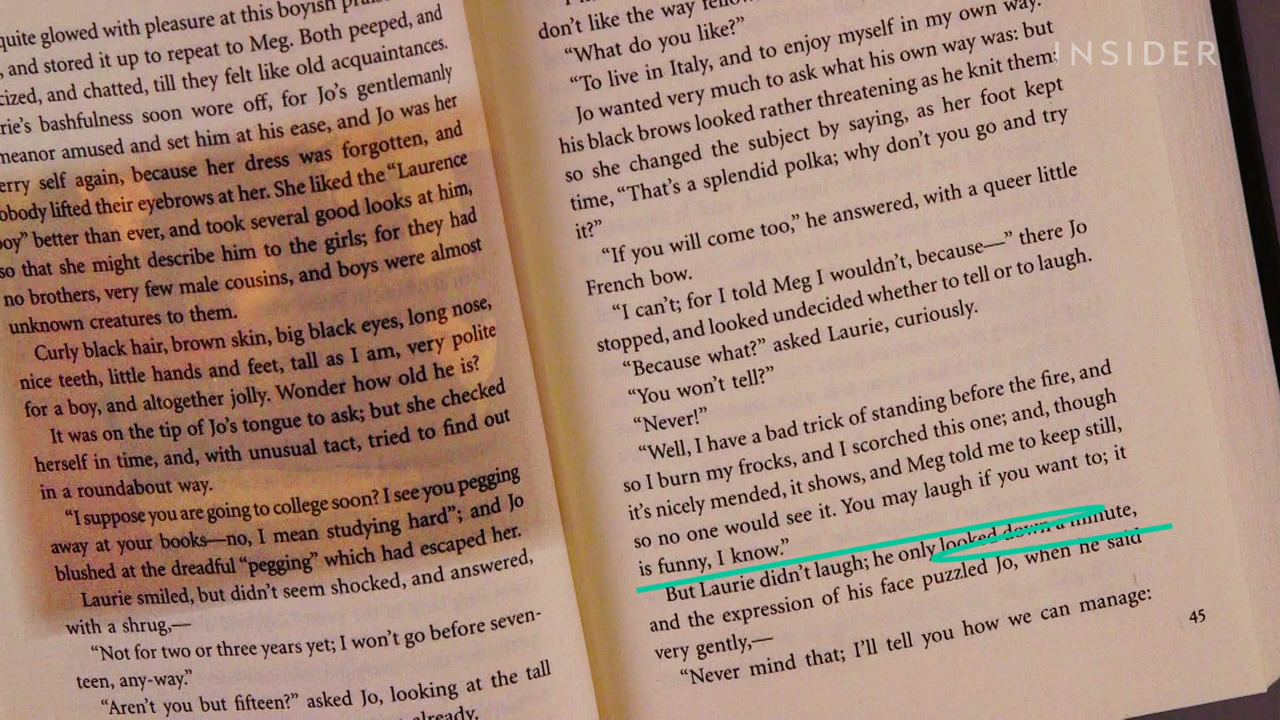 quite glowed with pleasure at this boyish
, and stored it up to repeat to Meg. Both peeped, and
cized, and chatted, till they felt like old acquaintances.
rie's bashfulness soon wore off, for Jo's gentlemanly
meanor amused and set him at his ease, and Jo was her
erry self again, because her dress was forgotten, and
obody lifted their eyebrows at her. She liked the “Laurence
boy” better than ever, and took several good looks at him,
so that she might describe him to the girls; for they had
no brothers, very few male cousins, and boys were almost
unknown creatures to them.
Curly black hair, brown skin, big black eyes, long nose,
nice teeth, little hands and feet, tall as I am, very polite
for a boy, and altogether jolly. Wonder how old he is?
It was on the tip of Jo's tongue to ask; but she checked
herself in time, and, with unusual tact, tried to find out
in a roundabout way.
“I suppose you are going to college soon? I see you pegging
away at your books—no, I mean studying hard”; and Jo
blushed at the dreadful “pegging” which had escaped her.
Laurie smiled, but didn't seem shocked, and answered,
with a shrug,—
“Not for two or three years yet; I won't go before seven-
teen, any-way.”
“Aren't you but fifteen?” asked Jo, looking at the tall
already.
don't like the way
“What do you like?”
“To live in Italy, and to enjoy myself in my own way.”
Jo wanted very much to ask what his own way was: but
his black brows looked rather threatening as he knit them;
so she changed the subject by saying, as her foot kept
time, “That's a splendid polka; why don't you go and try
it?”
“If you will come too,” he answered, with a queer little
French bow.
“I can't; for I told Meg I wouldn't, because—” there Jo
stopped, and looked undecided whether to tell or to laugh.
“Because what?” asked Laurie, curiously.
“You won't tell?”
“Never!”
“Well, I have a bad trick of standing before the fire, and
so I burn my frocks, and I scorched this one; and, though
it's nicely mended, it shows, and Meg told me to keep still,
so no one would see it. You may laugh if you want to; it
is funny, I know.”
But Laurie didn't laugh; he only looked down a minute,
and the expression of his face puzzled Jo, when he said
very gently,—
“Never mind that; I'll tell you how we can manage:
45
INSIDER